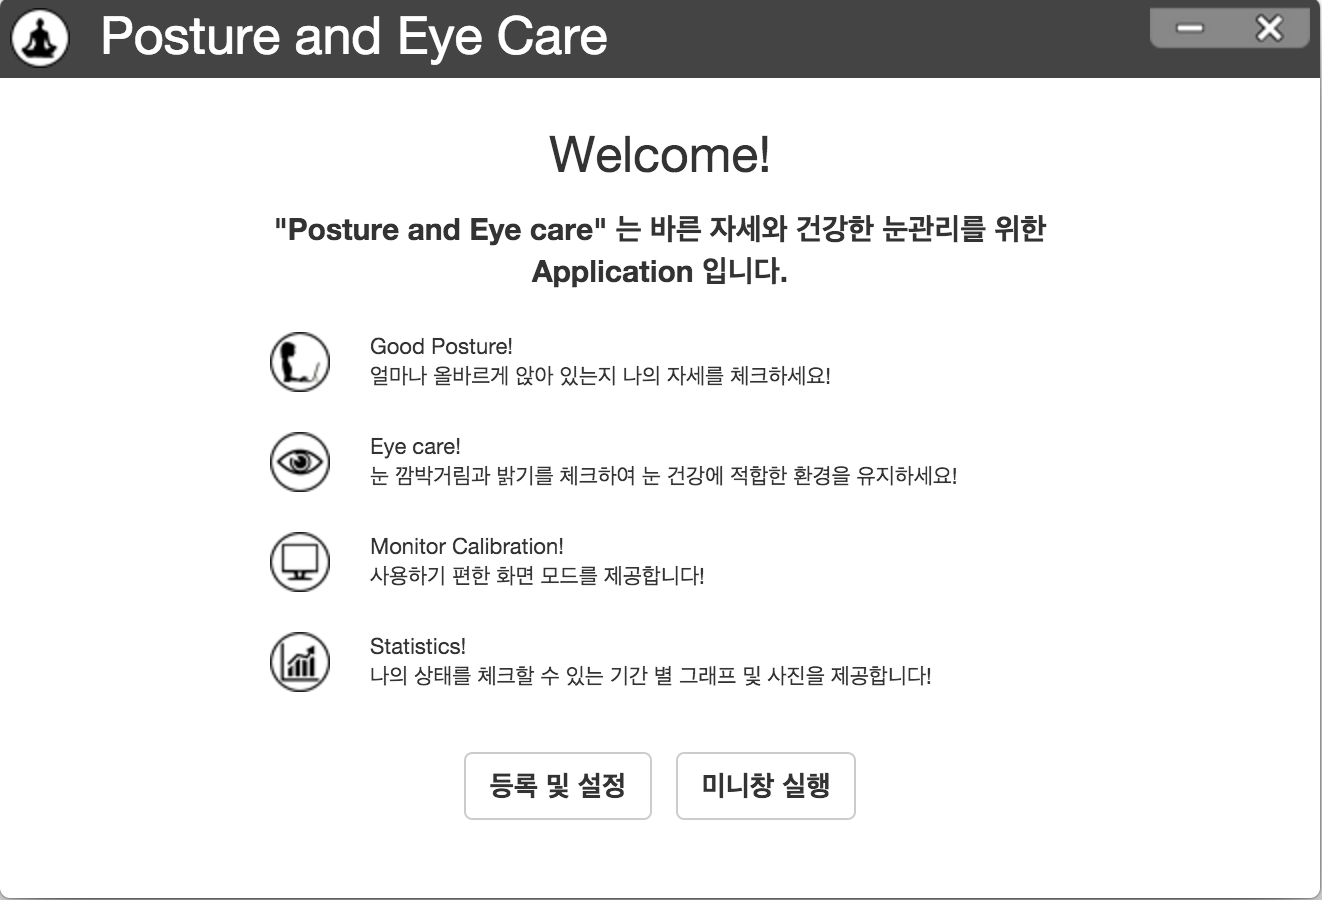 Posture and Eye Care
Welcome!
"Posture and Eye care" 는 바른 자세와 건강한 눈관리를 위한
Application 입니다.
Good Posture!
얼마나 올바르게 앉아 있는지 나의 자세를 체크하세요!
Eye care!
눈 깜박거림과 밝기를 체크하여 눈 건강에 적합한 환경을 유지하세요!
Monitor Calibration!
사용하기 편한 화면 모드를 제공합니다!
Statistics!
나의 상태를 체크할 수 있는 기간 별 그래프 및 사진을 제공합니다!
등록 및 설정
미니창 실행